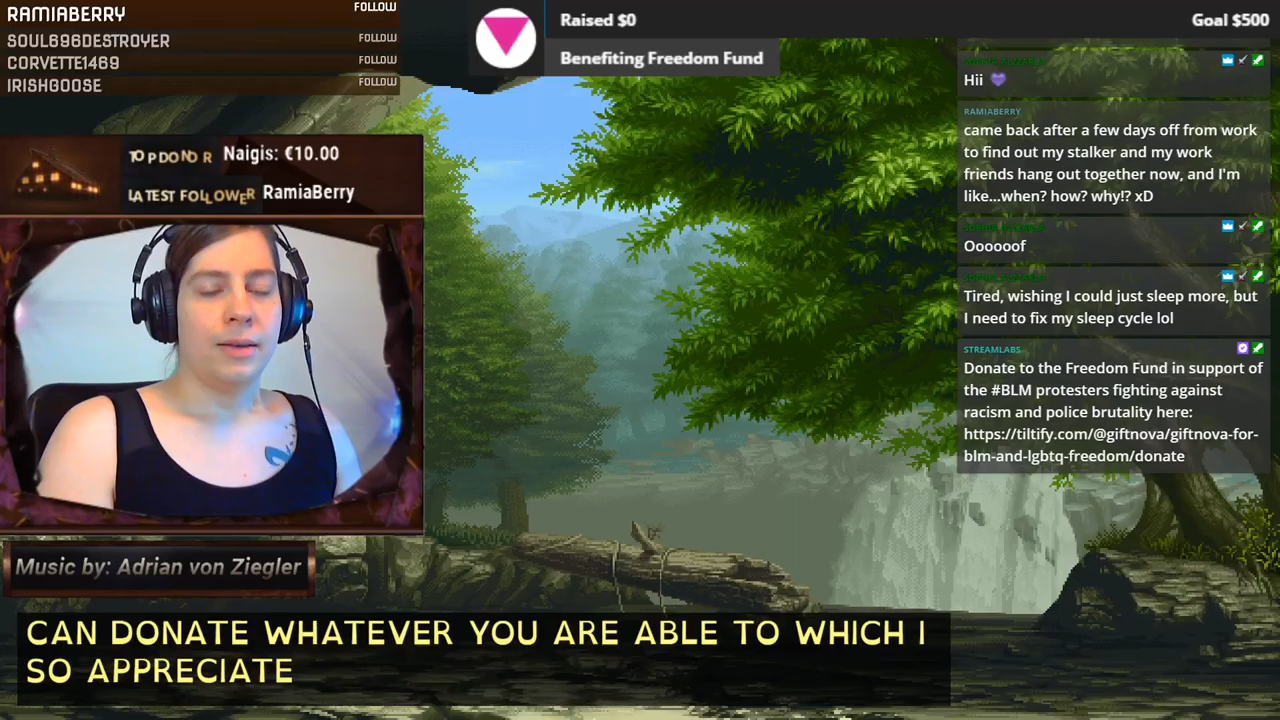 RAMIABERRY FOLLOW
SOUL696DESTROYER FOLLOW
CORVETTE1469 FOLLOW
IRISHGOOSE FOLLOW
TOP DONOR Naigis: €10.00
LATEST FOLLOWER RamiaBerry
Raised $0 Goal $500
Benefiting Freedom Fund
Hii
RAMIABERRY
came back after a few days off from work
to find out my stalker and my work
friends hang out together now, and I'm
like...when? how? why!? xD
Oooooof
Tired, wishing I could just sleep more, but
I need to fix my sleep cycle lol
STREAMLABS
Donate to the Freedom Fund in support of
the #BLM protesters fighting against
racism and police brutality here:
https://tiltify.com/@giftnova/giftnova-for-
blm-and-lgbtq-freedom/donate
Music by: Adrian von Ziegler
CAN DONATE WHATEVER YOU ARE ABLE TO WHICH I
SO APPRECIATE